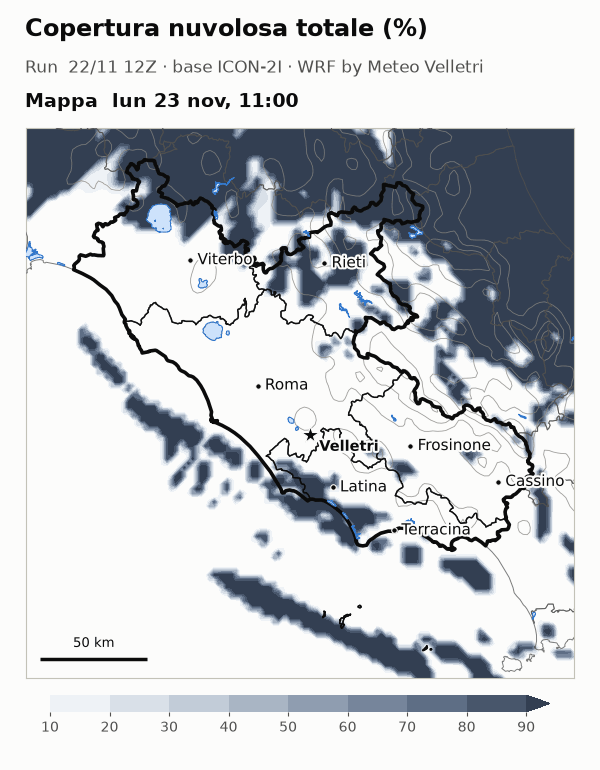 Copertura nuvolosa totale (%)
Run  22/11 12Z · base ICON-2I · WRF by Meteo Velletri
Mappa  lun 23 nov, 11:00
Viterbo
Rieti
Roma
Velletri
Frosinone
Cassino
Latina
Terracina
50 km
10 20 30 40 50 60 70 80 90